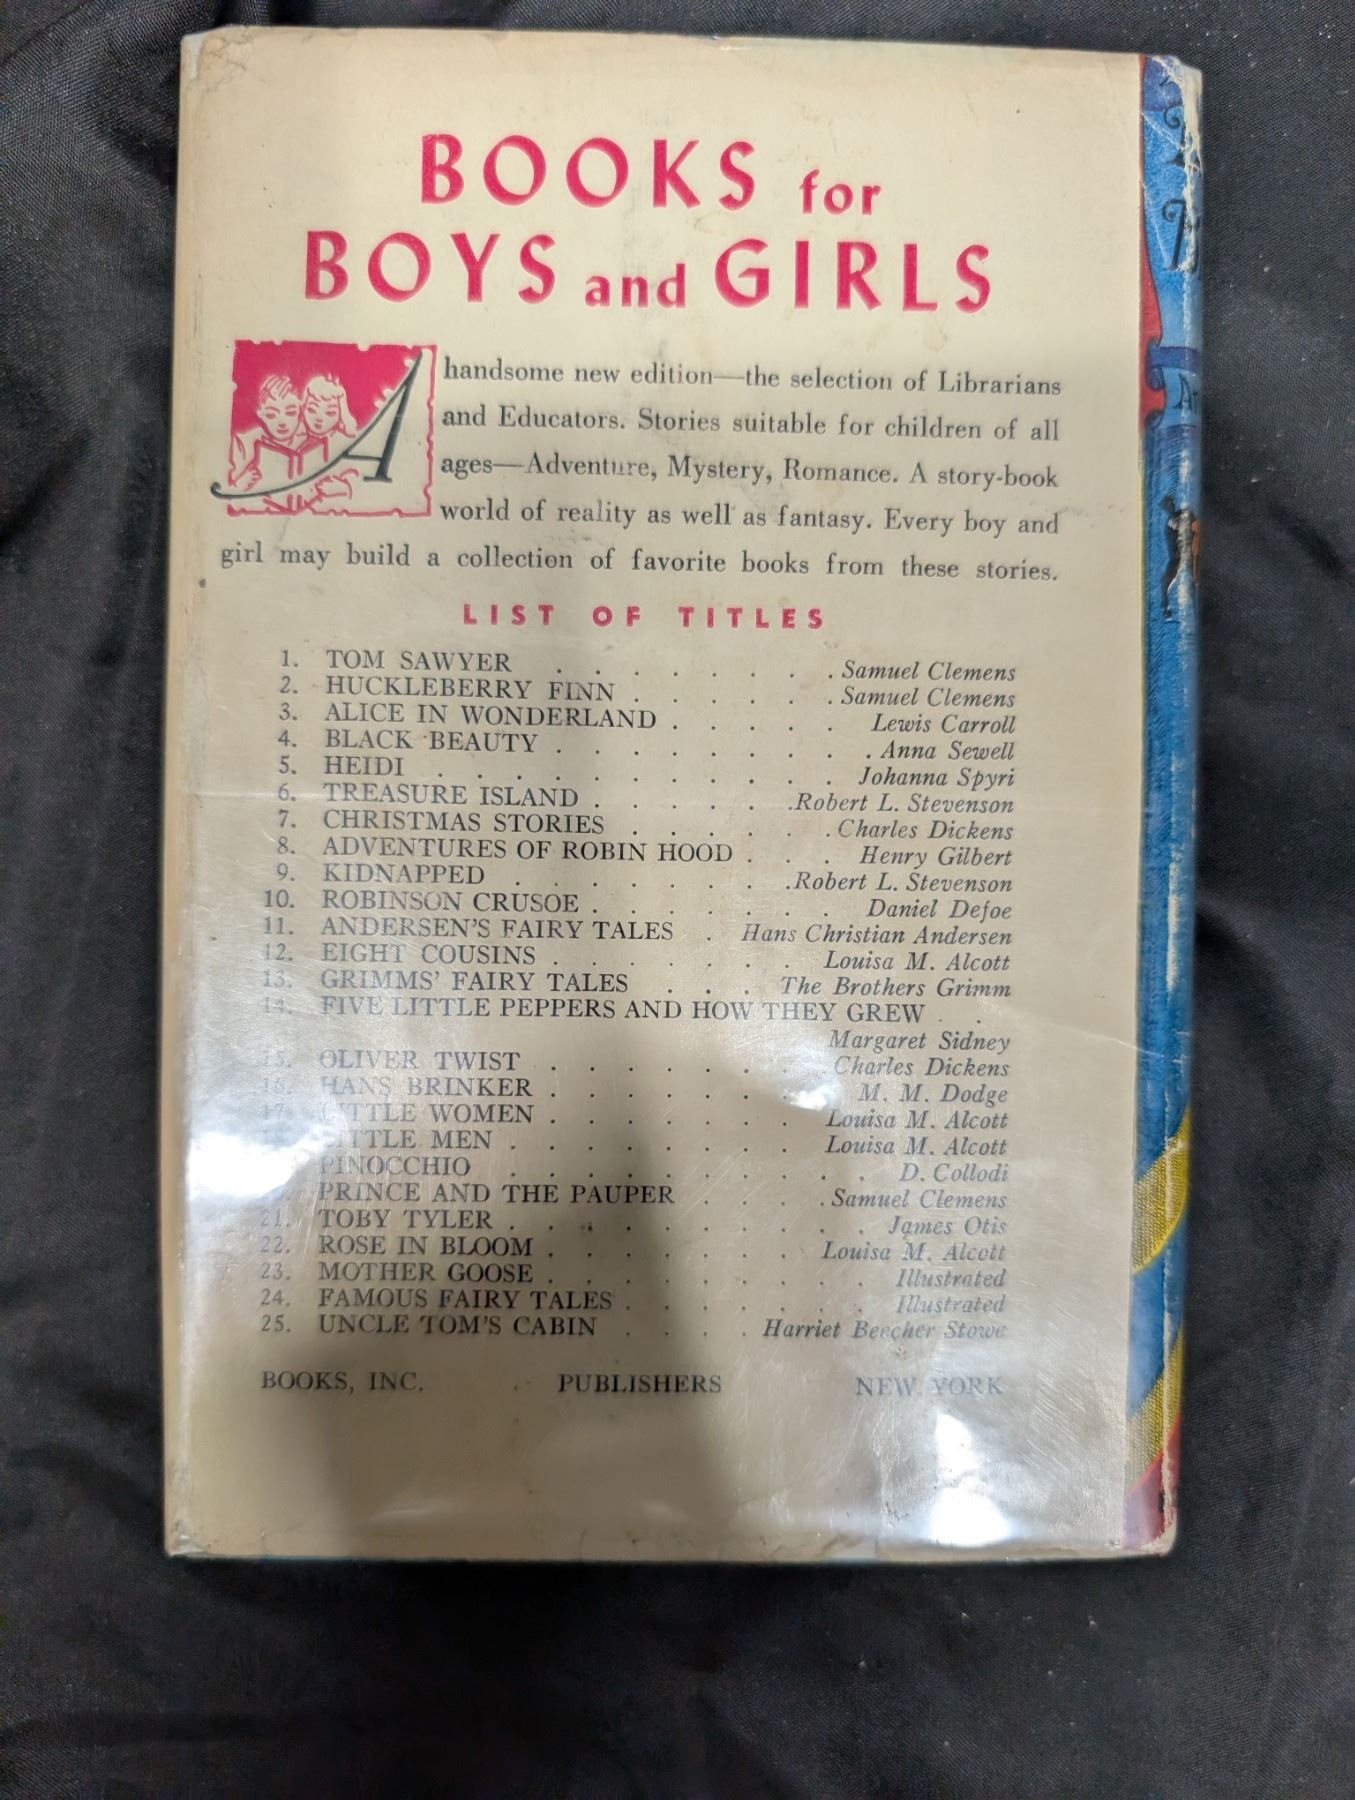 BOOKS for
BOYS and GIRLS
A handsome new edition—the selection of Librarians
and Educators. Stories suitable for children of all
ages—Adventure, Mystery, Romance. A story-book
world of reality as well as fantasy. Every boy and
girl may build a collection of favorite books from these stories.
LIST OF TITLES
1. TOM SAWYER . . . . . . Samuel Clemens
2. HUCKLEBERRY FINN . . . . . Samuel Clemens
3. ALICE IN WONDERLAND . . . . . Lewis Carroll
4. BLACK BEAUTY . . . . . . . Anna Sewell
5. HEIDI . . . . . . . . . Johanna Spyri
6. TREASURE ISLAND . . . . . Robert L. Stevenson
7. CHRISTMAS STORIES . . . . . Charles Dickens
8. ADVENTURES OF ROBIN HOOD . . . Henry Gilbert
9. KIDNAPPED . . . . . . Robert L. Stevenson
10. ROBINSON CRUSOE . . . . . . . Daniel Defoe
11. ANDERSEN'S FAIRY TALES . Hans Christian Andersen
12. EIGHT COUSINS . . . . . . . Louisa M. Alcott
13. GRIMMS' FAIRY TALES . . . The Brothers Grimm
14. FIVE LITTLE PEPPERS AND HOW THEY GREW . .
Margaret Sidney
15. OLIVER TWIST . . . . . . Charles Dickens
16. HANS BRINKER . . . . . . M. M. Dodge
17. LITTLE WOMEN . . . . . . Louisa M. Alcott
LITTLE MEN . . . . . . . Louisa M. Alcott
PINOCCHIO . . . . . . . D. Collodi
PRINCE AND THE PAUPER . . . Samuel Clemens
21. TOBY TYLER . . . . . . . James Otis
22. ROSE IN BLOOM . . . . . . Louisa M. Alcott
23. MOTHER GOOSE . . . . . . . Illustrated
24. FAMOUS FAIRY TALES . . . . . Illustrated
25. UNCLE TOM'S CABIN . . . . Harriet Beecher Stowe
BOOKS, INC. PUBLISHERS NEW YORK